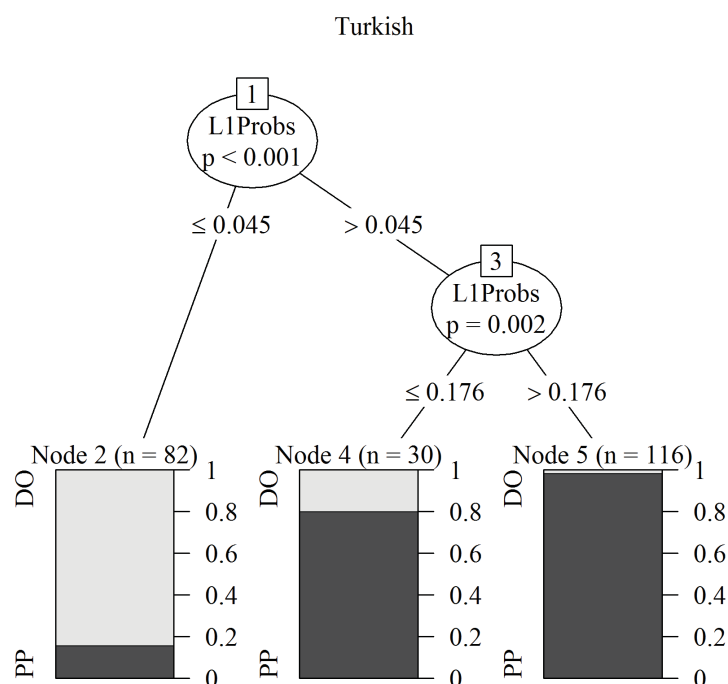 Turkish
1
L1Probs
p < 0.001
≤ 0.045
> 0.045
3
L1Probs
p = 0.002
≤ 0.176
> 0.176
Node 2 (n = 82)
DO
PP
1
0.8
0.6
0.4
0.2
0
Node 4 (n = 30)
DO
PP
1
0.8
0.6
0.4
0.2
0
Node 5 (n = 116)
DO
PP
1
0.8
0.6
0.4
0.2
0